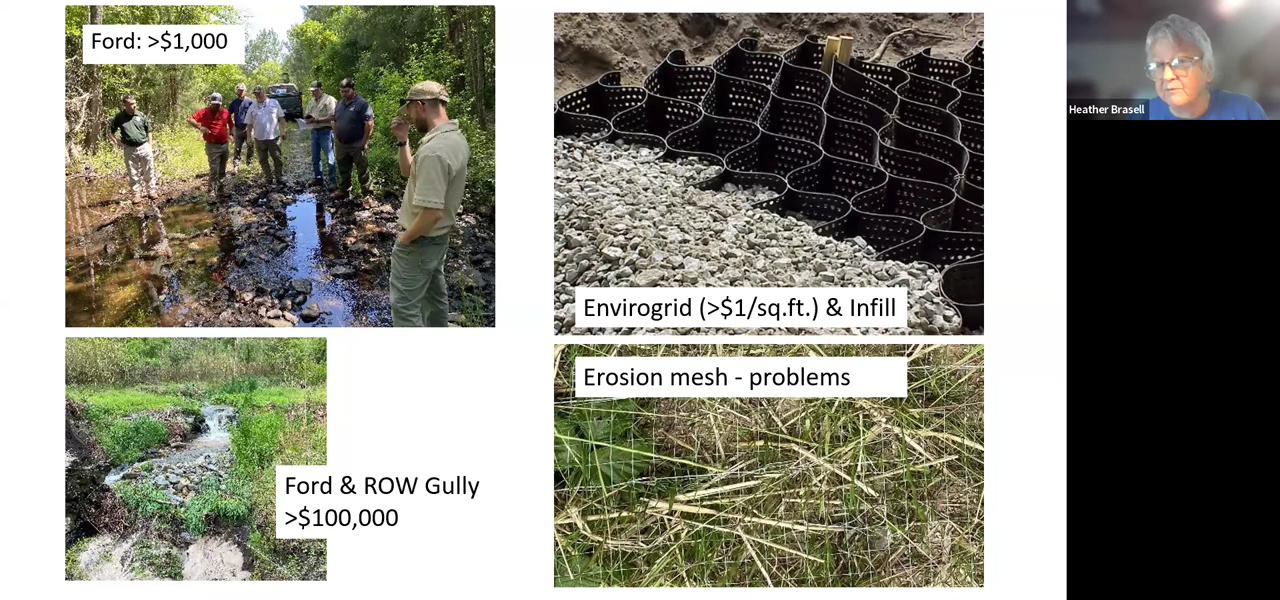 Ford: >$1,000
Envirogrid (>$1/sq.ft.) & Infill
Erosion mesh - problems
Ford & ROW Gully
>$100,000
Heather Brasell